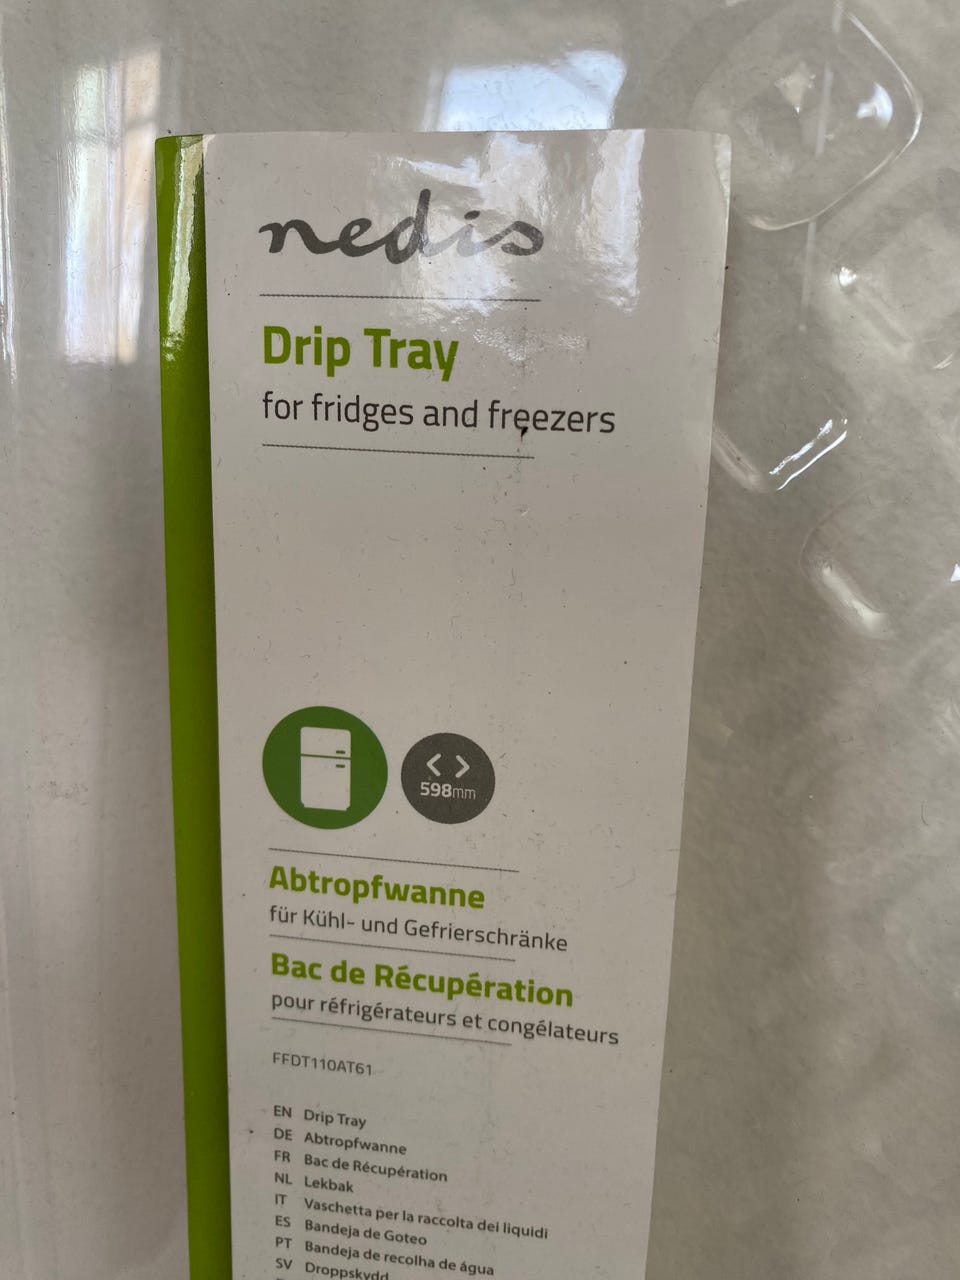 nedis
Drip Tray
for fridges and freezers
598mm
Abtropfwanne
für Kühl- und Gefrierschränke
Bac de Récupération
pour réfrigérateurs et congélateurs
FFDT110AT61
EN Drip Tray
DE Abtropfwanne
FR Bac de Récupération
NL Lekbak
IT Vaschetta per la raccolta dei liquidi
ES Bandeja de Goteo
PT Bandeja de recolha de água
SV Droppskydd